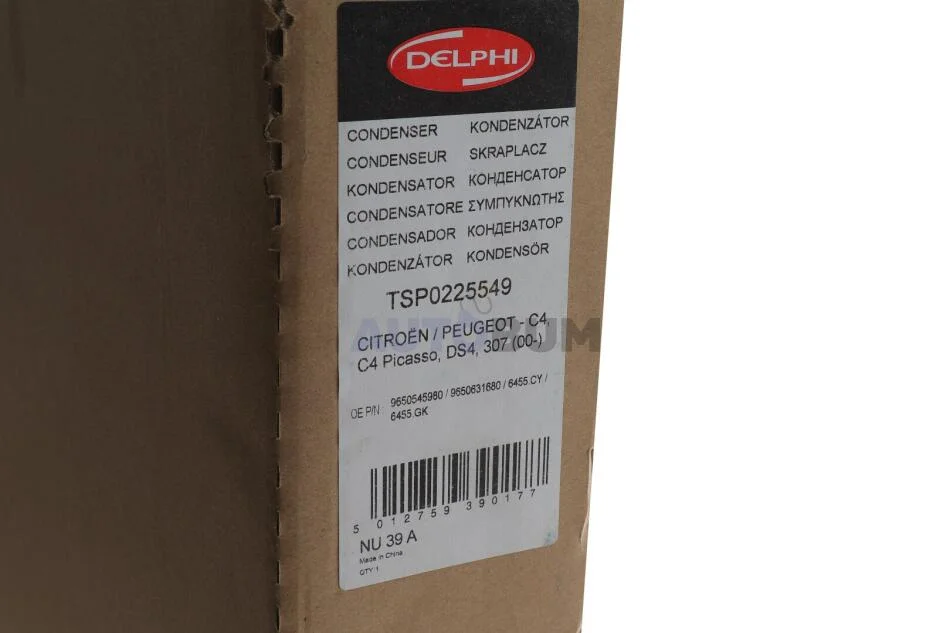 DELPHI
CONDENSER KONDENZÁTOR
CONDENSEUR SKRAPLACZ
KONDENSATOR КОНДЕНСАТОР
CONDENSATORE ΣΥΜΠΥΚΝΩΤΗΣ
CONDENSADOR КОНДЕНЗАТОР
KONDENZÁTOR KONDENSÖR
TSP0225549
AUTOBUM
CITROËN / PEUGEOT , C4
C4 Picasso, DS4, 307 (00-)
OE P/N 9650545980 / 9650631680 / 6455.CY /
6455.GK
5 012759 390177
NU 39 A
Made in China
QTY 1